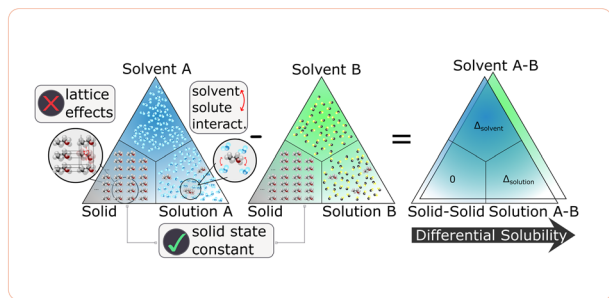 Solvent A
Solvent B
Solvent A-B
lattice
effects
solvent
solute
interact.
-
=
Δsolvent
0
Δsolution
Solid
Solution A
Solid
Solution B
Solid-Solid
Solution A-B
solid state
constant
Differential Solubility